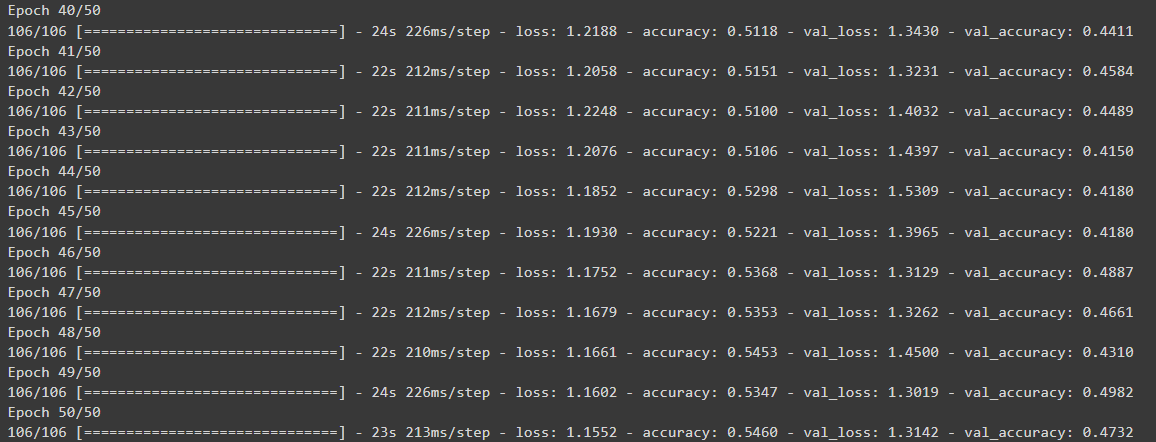 Epoch 40/50
106/106 [==============================] - 24s 226ms/step - loss: 1.2188 - accuracy: 0.5118 - val_loss: 1.3430 - val_accuracy: 0.4411
Epoch 41/50
106/106 [==============================] - 22s 212ms/step - loss: 1.2058 - accuracy: 0.5151 - val_loss: 1.3231 - val_accuracy: 0.4584
Epoch 42/50
106/106 [==============================] - 22s 211ms/step - loss: 1.2248 - accuracy: 0.5100 - val_loss: 1.4032 - val_accuracy: 0.4489
Epoch 43/50
106/106 [==============================] - 22s 211ms/step - loss: 1.2076 - accuracy: 0.5106 - val_loss: 1.4397 - val_accuracy: 0.4150
Epoch 44/50
106/106 [==============================] - 22s 212ms/step - loss: 1.1852 - accuracy: 0.5298 - val_loss: 1.5309 - val_accuracy: 0.4180
Epoch 45/50
106/106 [==============================] - 24s 226ms/step - loss: 1.1930 - accuracy: 0.5221 - val_loss: 1.3965 - val_accuracy: 0.4180
Epoch 46/50
106/106 [==============================] - 22s 211ms/step - loss: 1.1752 - accuracy: 0.5368 - val_loss: 1.3129 - val_accuracy: 0.4887
Epoch 47/50
106/106 [==============================] - 22s 212ms/step - loss: 1.1679 - accuracy: 0.5353 - val_loss: 1.3262 - val_accuracy: 0.4661
Epoch 48/50
106/106 [==============================] - 22s 210ms/step - loss: 1.1661 - accuracy: 0.5453 - val_loss: 1.4500 - val_accuracy: 0.4310
Epoch 49/50
106/106 [==============================] - 24s 226ms/step - loss: 1.1602 - accuracy: 0.5347 - val_loss: 1.3019 - val_accuracy: 0.4982
Epoch 50/50
106/106 [==============================] - 23s 213ms/step - loss: 1.1552 - accuracy: 0.5460 - val_loss: 1.3142 - val_accuracy: 0.4732